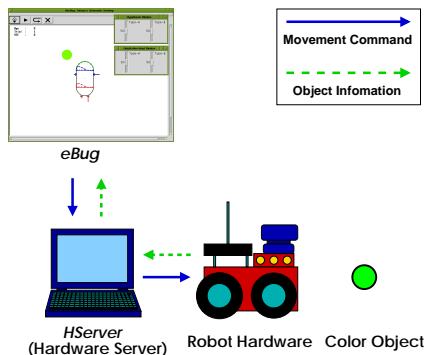 Movement Command
Object Infomation
eBug
HServer
(Hardware Server)
Robot Hardware
Color Object